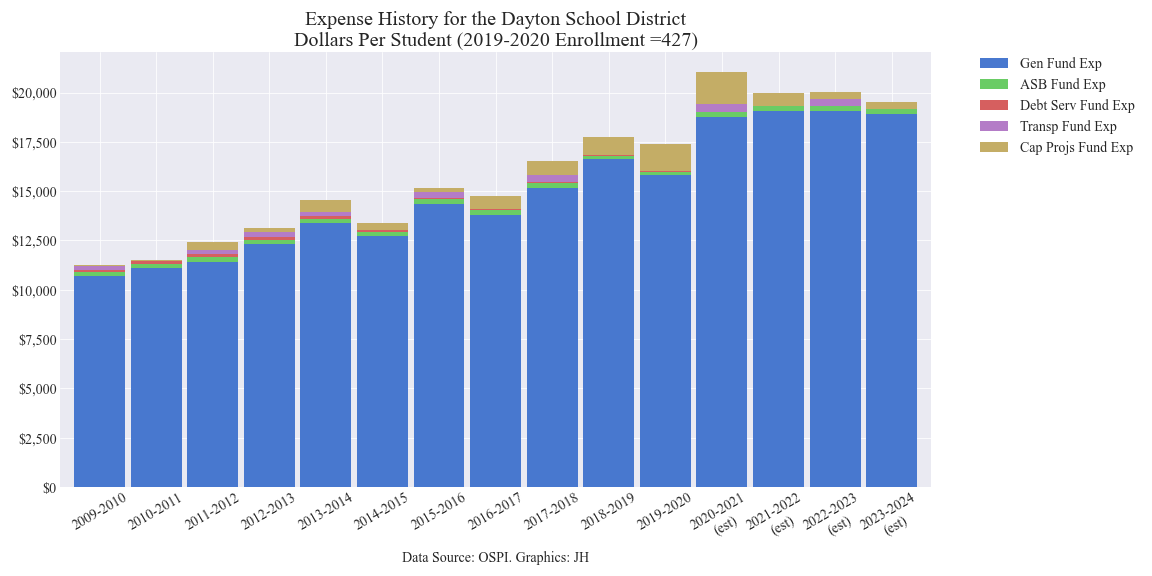 Expense History for the Dayton School District
Dollars Per Student (2019-2020 Enrollment =427)
Gen Fund Exp
ASB Fund Exp
Debt Serv Fund Exp
Transp Fund Exp
Cap Projs Fund Exp
$20,000
$17,500
$15,000
$12,500
$10,000
$7,500
$5,000
$2,500
$0
2009-2010
2010-2011
2011-2012
2012-2013
2013-2014
2014-2015
2015-2016
2016-2017
2017-2018
2018-2019
2019-2020
2020-2021
(est)
2021-2022
(est)
2022-2023
(est)
2023-2024
(est)
Data Source: OSPI. Graphics: JH